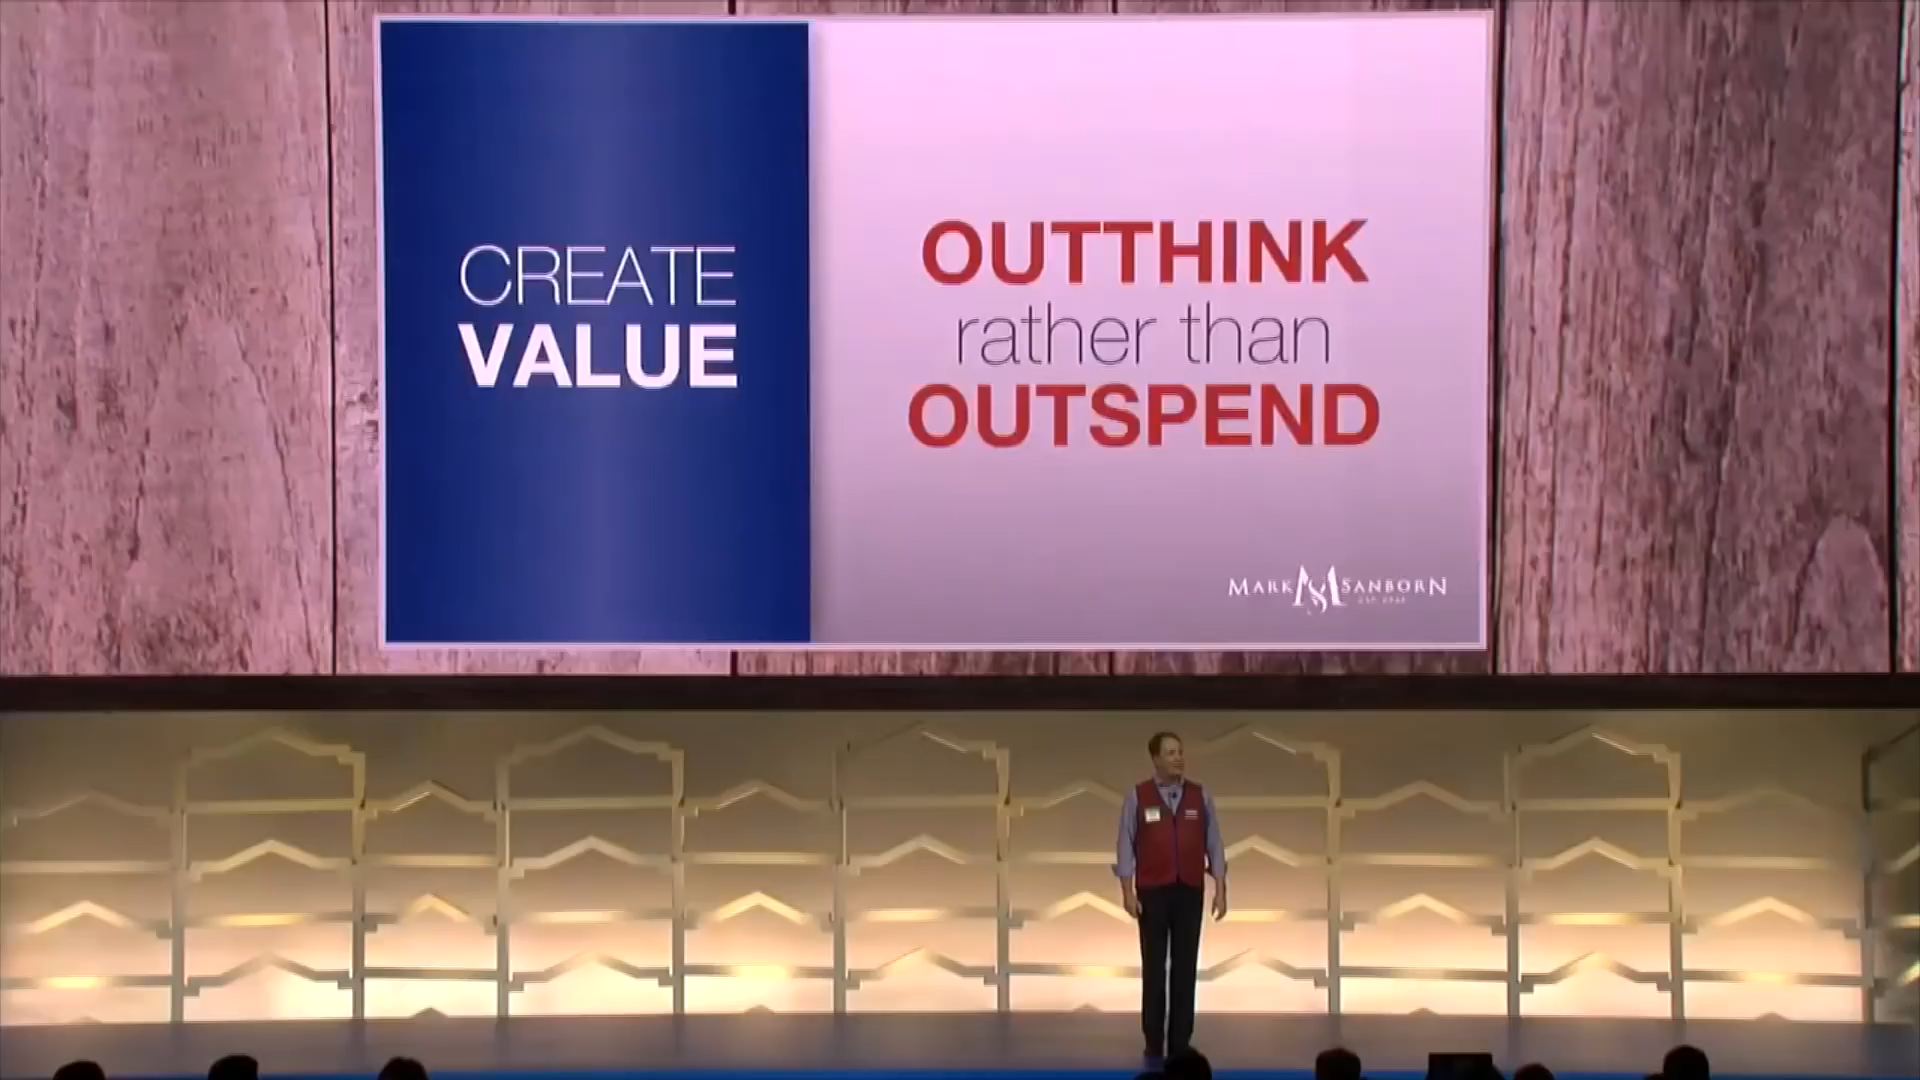 CREATE
VALUE
OUTTHINK
rather than
OUTSPEND
MARK SANBORN